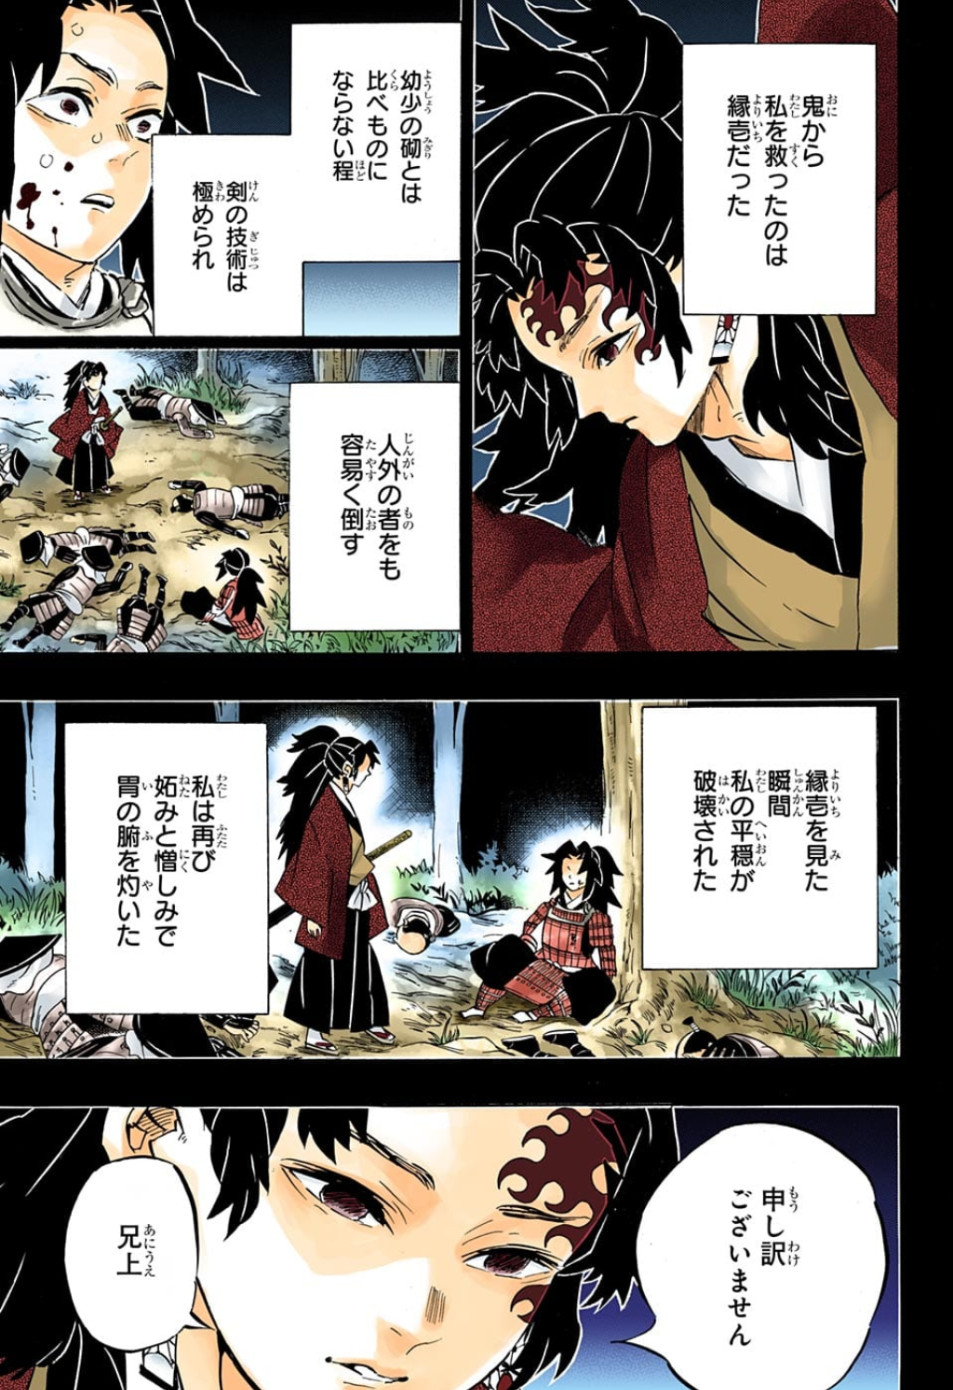 鬼から
私を救ったのは
縁壱だった
幼少の砌とは
比べものに
ならない程
剣の技術は
極められ
人外の者をも
容易く倒す
縁壱を見た
瞬間
私の平穏が
破壊された
私は再び
妬みと憎しみで
胃の腑を灼いた
申し訳
ございません
兄上